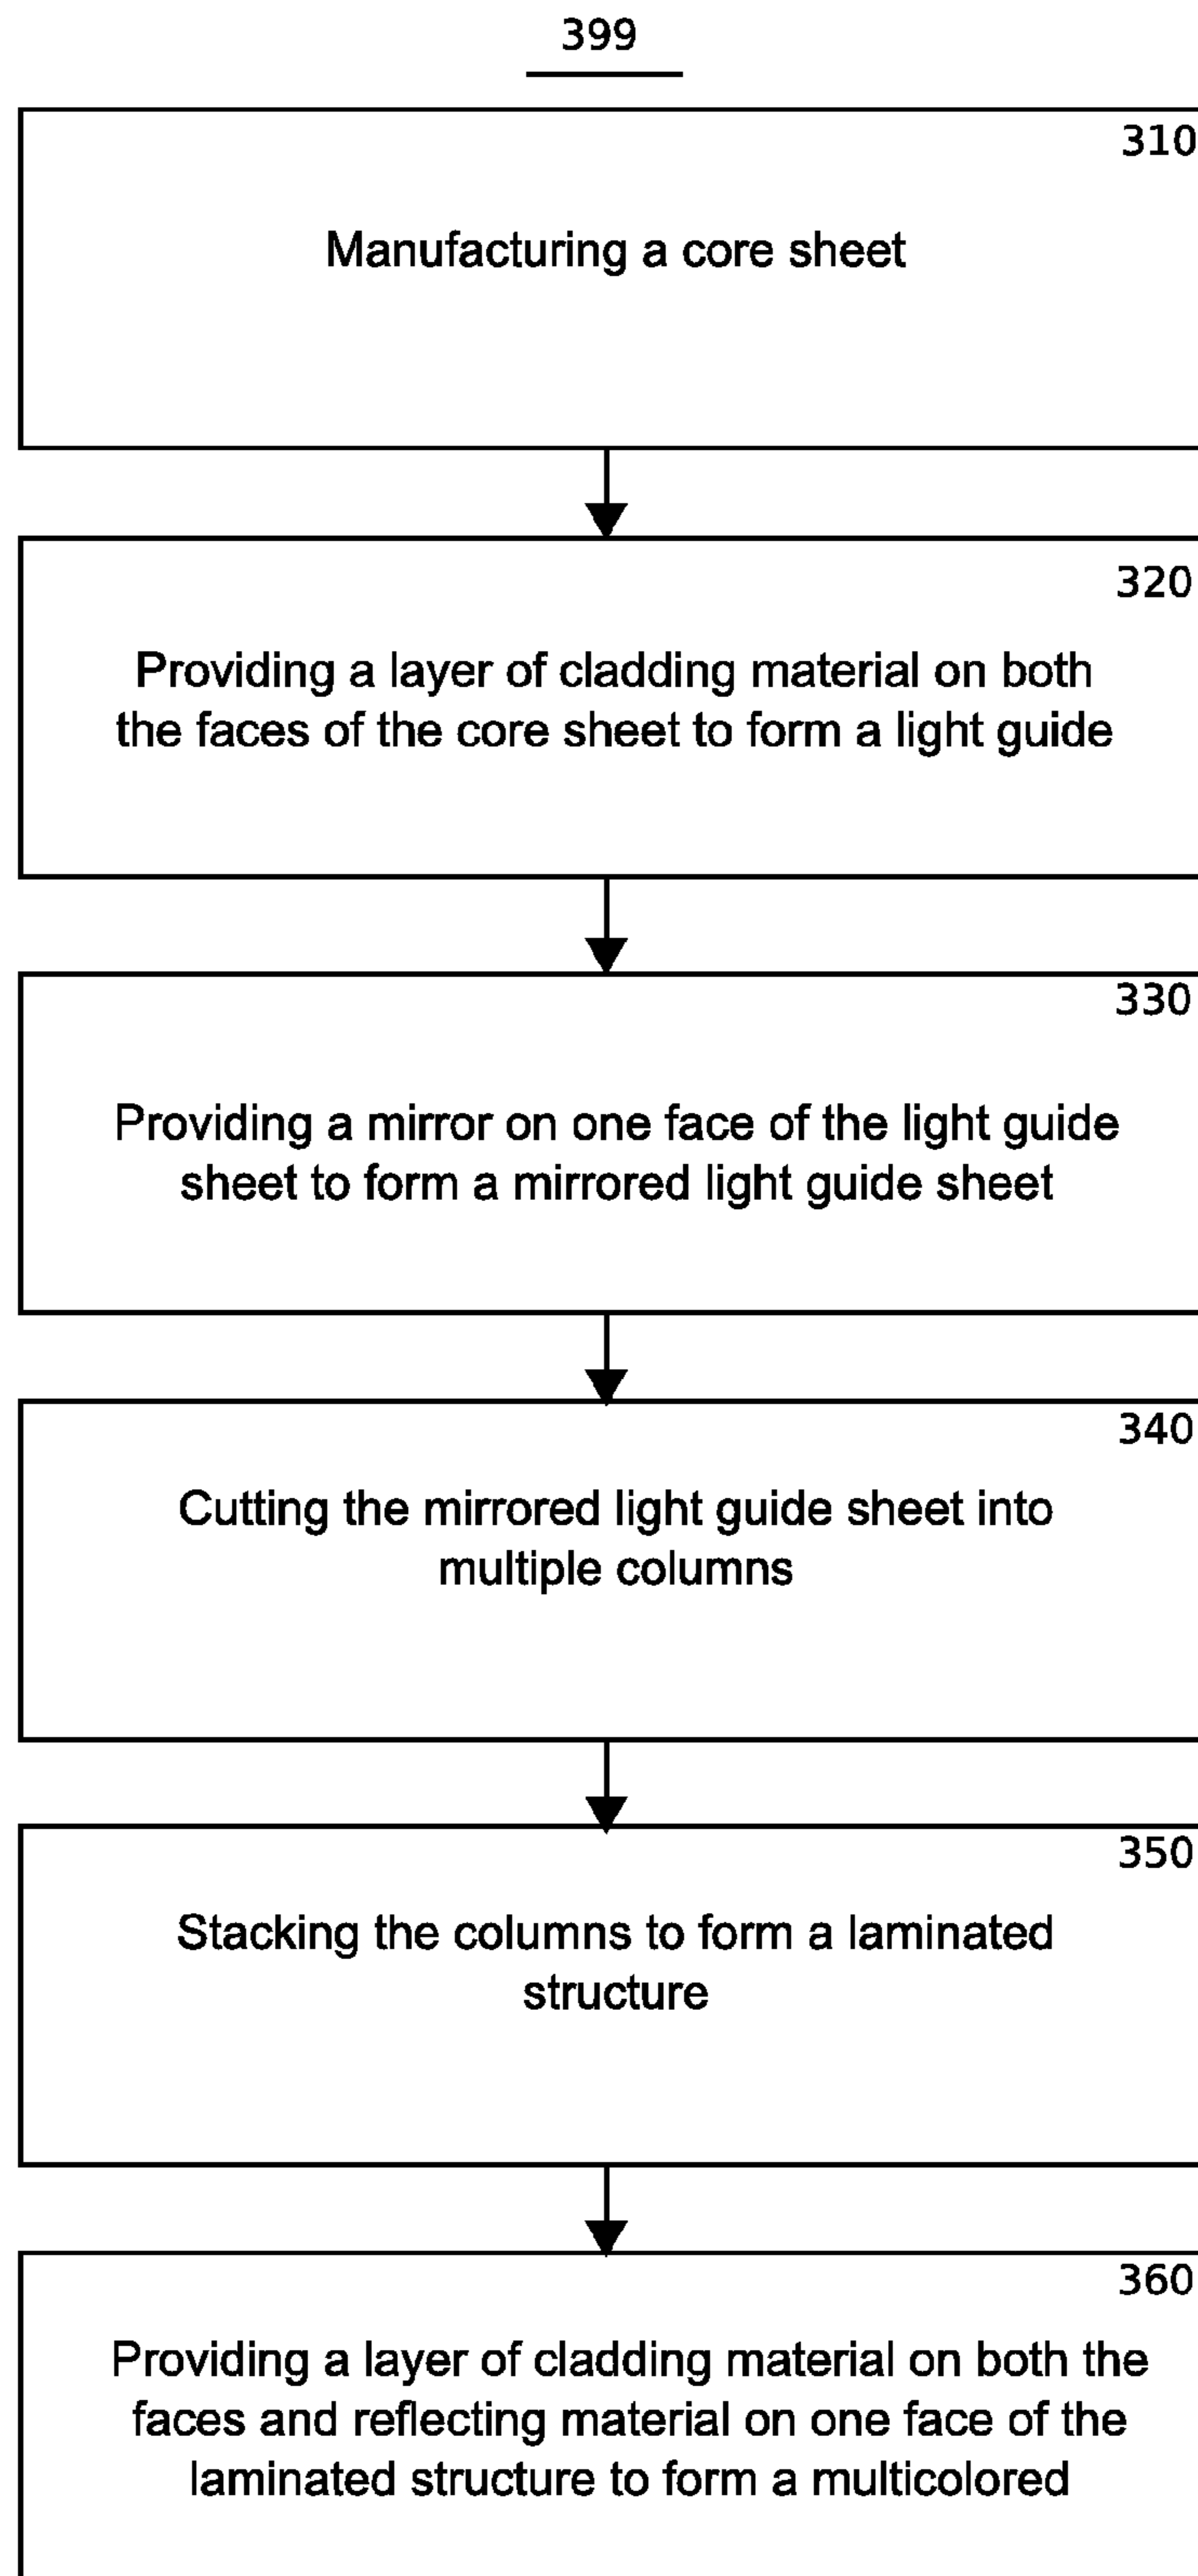 399
310
Manufacturing a core sheet
320
Providing a layer of cladding material on both
the faces of the core sheet to form a light guide
330
Providing a mirror on one face of the light guide
sheet to form a mirrored light guide sheet
340
Cutting the mirrored light guide sheet into
multiple columns
350
Stacking the columns to form a laminated
structure
360
Providing a layer of cladding material on both the
faces and reflecting material on one face of the
laminated structure to form a multicolored